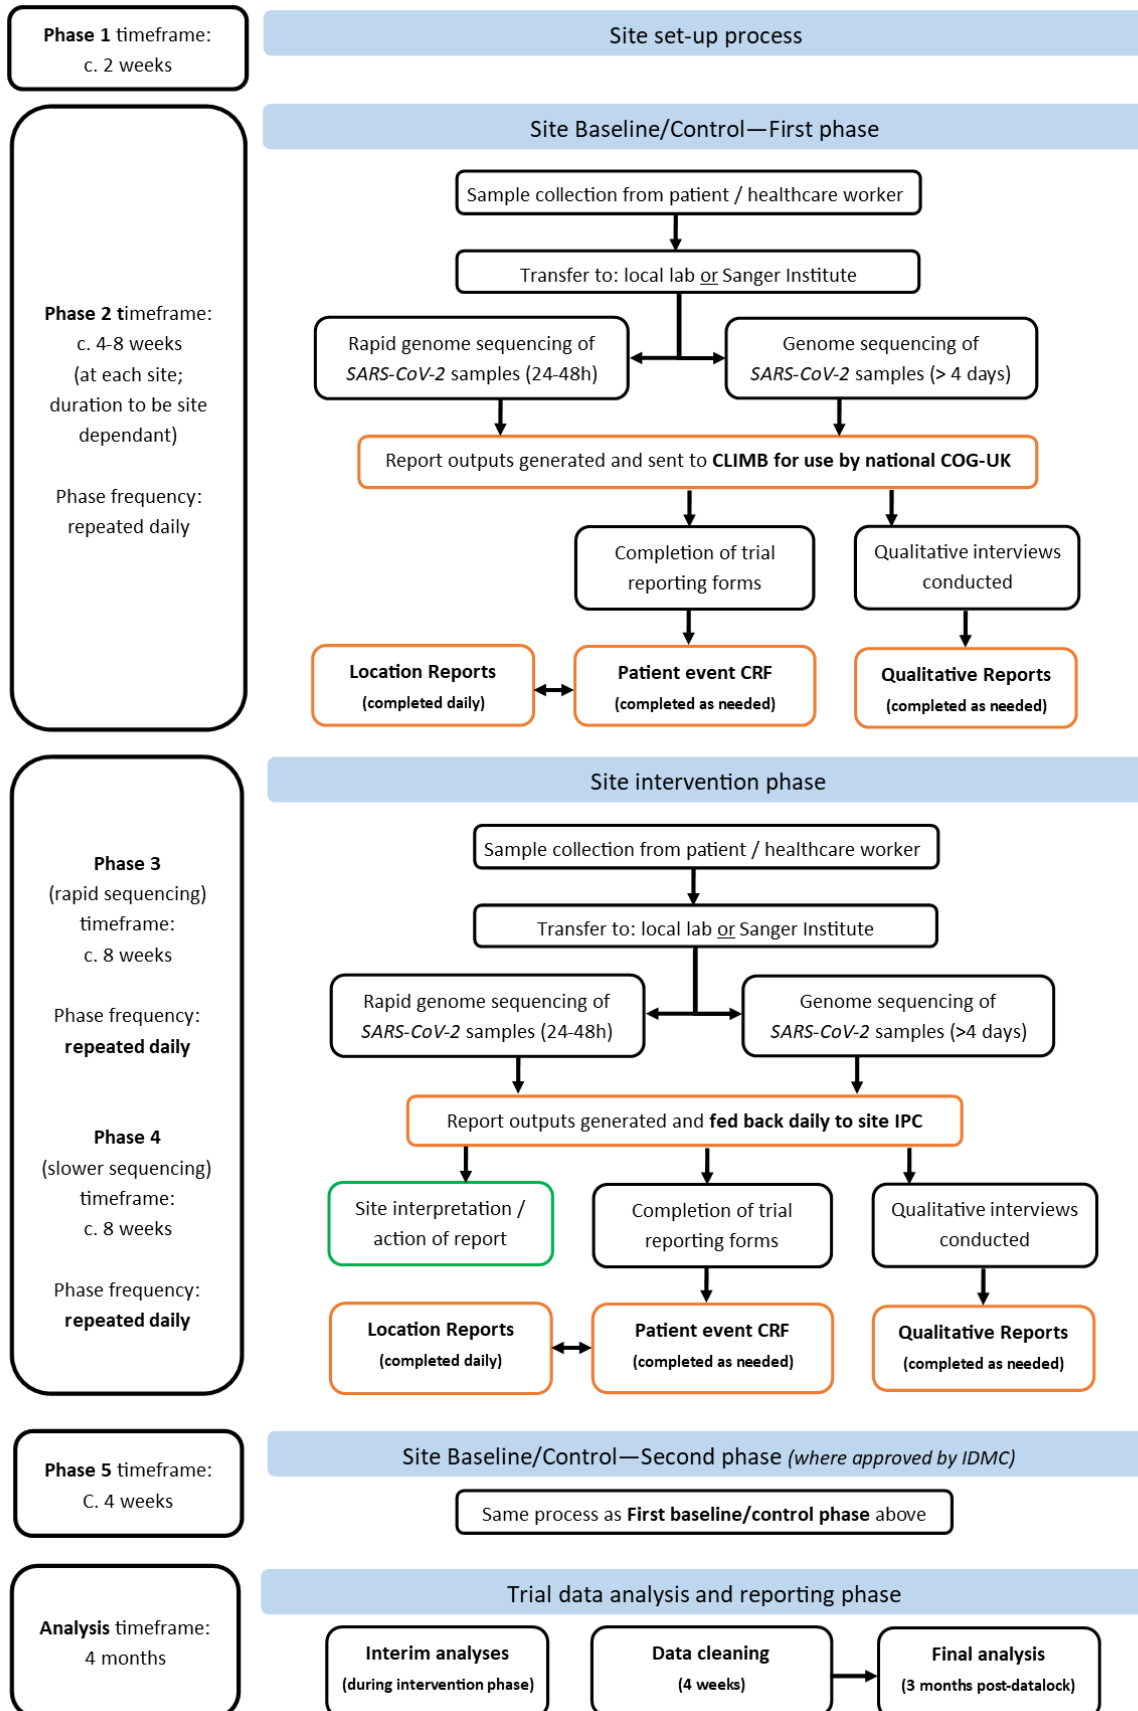 Phase 1 timeframe:
c. 2 weeks
Site set-up process
Site Baseline/Control—First phase
Phase 2 timeframe:
c. 4-8 weeks
(at each site;
duration to be site
dependant)
Phase frequency:
repeated daily
Sample collection from patient / healthcare worker
Transfer to: local lab or Sanger Institute
Rapid genome sequencing of
SARS-CoV-2 samples (24-48h)
Genome sequencing of
SARS-CoV-2 samples (> 4 days)
Report outputs generated and sent to CLIMB for use by national COG-UK
Completion of trial
reporting forms
Qualitative interviews
conducted
Location Reports
(completed daily)
Patient event CRF
(completed as needed)
Qualitative Reports
(completed as needed)
Site intervention phase
Phase 3
(rapid sequencing)
timeframe:
c. 8 weeks
Phase frequency:
repeated daily
Phase 4
(slower sequencing)
timeframe:
c. 8 weeks
Phase frequency:
repeated daily
Sample collection from patient / healthcare worker
Transfer to: local lab or Sanger Institute
Rapid genome sequencing of
SARS-CoV-2 samples (24-48h)
Genome sequencing of
SARS-CoV-2 samples (>4 days)
Report outputs generated and fed back daily to site IPC
Site interpretation /
action of report
Completion of trial
reporting forms
Qualitative interviews
conducted
Location Reports
(completed daily)
Patient event CRF
(completed as needed)
Qualitative Reports
(completed as needed)
Phase 5 timeframe:
C. 4 weeks
Site Baseline/Control—Second phase (where approved by IDMC)
Same process as First baseline/control phase above
Analysis timeframe:
4 months
Trial data analysis and reporting phase
Interim analyses
(during intervention phase)
Data cleaning
(4 weeks)
Final analysis
(3 months post-datalock)